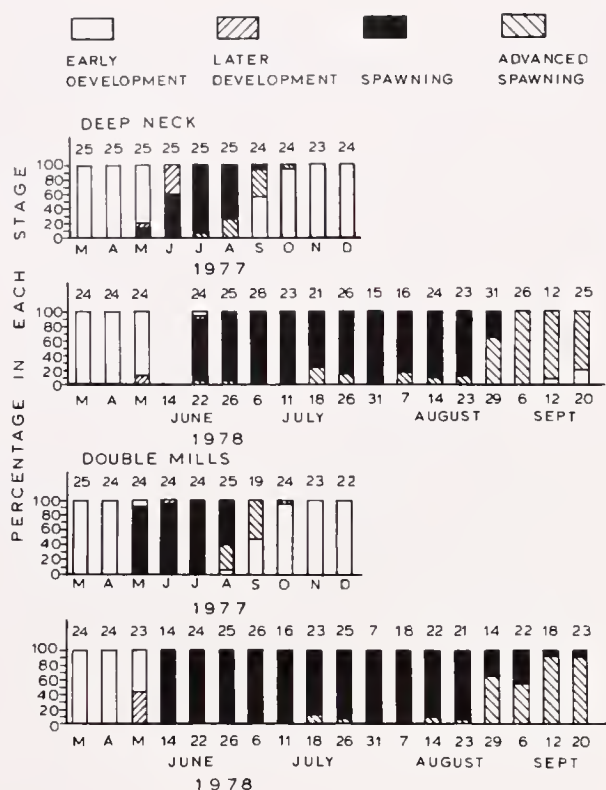 EARLY LATER ADVANCED
OEVELOPMENT DEVELOPMENT SPAWNING SPAWNING
DEEP NECK
25 25 25 25 25 25 24 24 23 24
100
80
60
40
20
0
M A M J J A S O N D
1977
24 24 24 24 25 28 23 21 26 15 16 24 23 31 26 12 25
100
80
60
40
20
0
M A M 14 22 26 6 11 18 26 31 7 14 23 29 6 12 20
JUNE JULY AUGUST SEPT
1978
DOUBLE MILLS
25 24 24 24 24 25 19 24 23 22
100
80
60
40
20
0
M A M J J A S O N D
1977
24 24 23 14 24 25 26 16 23 25 7 18 22 21 14 22 18 23
100
80
60
40
20
0
M A M 14 22 26 6 11 18 26 31 7 14 23 29 6 12 20
JUNE JULY AUGUST SEPT
1978
PERCENTAGE IN EACH STAGE